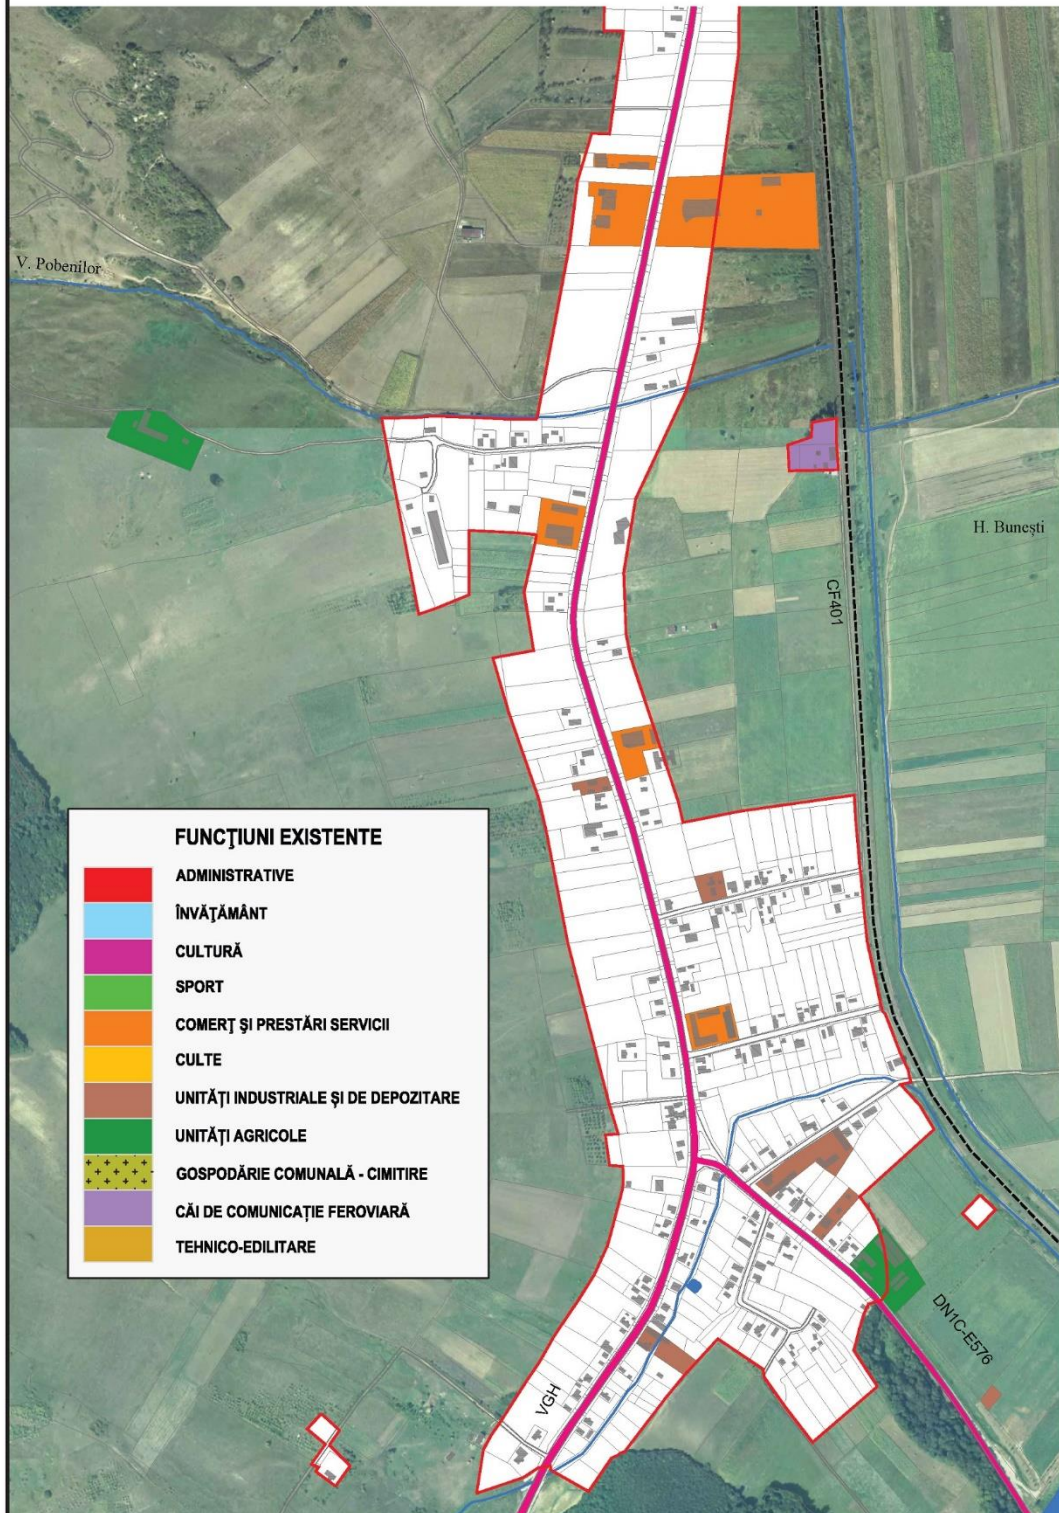 V. Pobenilor
H. Bunești
CF401
FUNCŢIUNI EXISTENTE
ADMINISTRATIVE
ÎNVĂŢĂMÂNT
CULTURĂ
SPORT
COMERŢ ŞI PRESTĂRI SERVICII
CULTE
UNITĂŢI INDUSTRIALE ŞI DE DEPOZITARE
UNITĂŢI AGRICOLE
GOSPODĂRIE COMUNALĂ - CIMITIRE
CĂI DE COMUNICAŢIE FEROVIARĂ
TEHNICO-EDILITARE
DN1C-E576
VGH